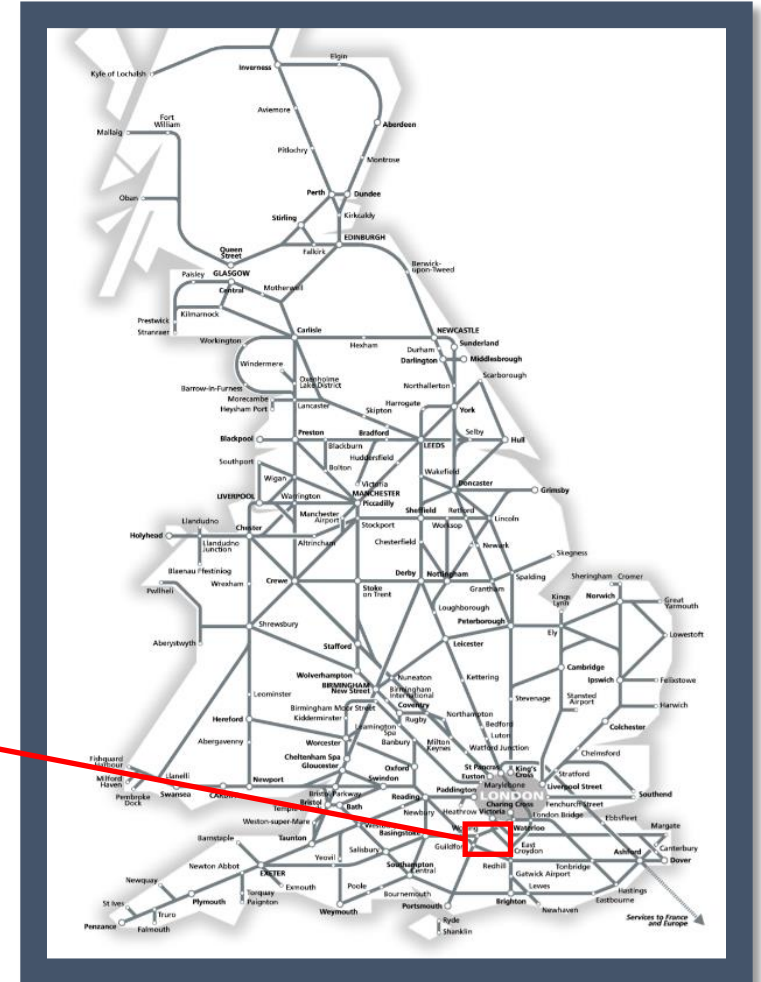 Elgin
Inverness
Kyle of Lochalsh
Aviemore
Fort
William
Mallaig
Aberdeen
Pitlochry
Montrose
Perth
Dundee
Oban
Stirling
Kirkcaldy
EDINBURGH
Queen
Street
Falkirk
Berwick-
upon-Tweed
Paisley
GLASGOW
Central
Motherwell
Kilmarnock
Prestwick
Stranraer
Carlisle
NEWCASTLE
Workington
Hexham
Sunderland
Durham
Darlington
Middlesbrough
Windermere
Scarborough
Oxenholme
Lake District
Northallerton
Barrow-in-Furness
Morecambe
Heysham Port
Lancaster
Harrogate
Skipton
York
Preston
Bradford
Selby
Blackpool
Blackburn
LEEDS
Hull
Huddersfield
Southport
Bolton
Wakefield
Wigan
Victoria
Doncaster
MANCHESTER
Piccadilly
Grimsby
LIVERPOOL
Warrington
Manchester
Airport
Sheffield
Retford
Llandudno
Stockport
Worksop
Lincoln
Holyhead
Chester
Llandudno
Junction
Altrincham
Chesterfield
Newark
Skegness
Blaenau Ffestiniog
Derby
Nottingham
Pwllheli
Wrexham
Crewe
Stoke
on Trent
Grantham
Spalding
Sheringham
Cromer
Kings
Lynn
Norwich
Great
Yarmouth
Loughborough
Peterborough
Shrewsbury
Ely
Lowestoft
Aberystwyth
Stafford
Leicester
Cambridge
Wolverhampton
Nuneaton
Kettering
Ipswich
Felixstowe
BIRMINGHAM
New Street
Birmingham
International
Leominster
Stevenage
Stansted
Airport
Harwich
Birmingham Moor Street
Coventry
Kidderminster
Rugby
Northampton
Hereford
Bedford
Colchester
Leamington
Spa
Worcester
Banbury
Milton
Keynes
Luton
Abergavenny
Watford Junction
Chelmsford
Cheltenham Spa
Gloucester
Oxford
St Pancras
Euston
King's
Cross
Stratford
Fishguard
Harbour
Milford
Haven
Llanelli
Newport
Swindon
Marylebone
Liverpool Street
Pembroke
Dock
Swansea
Bristol Parkway
Paddington
LONDON
Southend
Reading
Bristol
Bath
Charing Cross
Fenchurch Street
Newbury
Heathrow
Victoria
London Bridge
Ebbsfleet
Weston-super-Mare
Waterloo
Margate
Barnstaple
Taunton
Basingstoke
Guildford
East
Croydon
Canterbury
Salisbury
Ashford
Dover
Newton Abbot
Yeovil
Redhill
Tonbridge
Southampton
Central
Gatwick Airport
Newquay
EXETER
Exmouth
Poole
Lewes
Hastings
Bournemouth
Eastbourne
St Ives
Plymouth
Torquay
Paignton
Portsmouth
Brighton
Newhaven
Truro
Weymouth
Ryde
Shanklin
Services to France
and Europe
Penzance
Falmouth